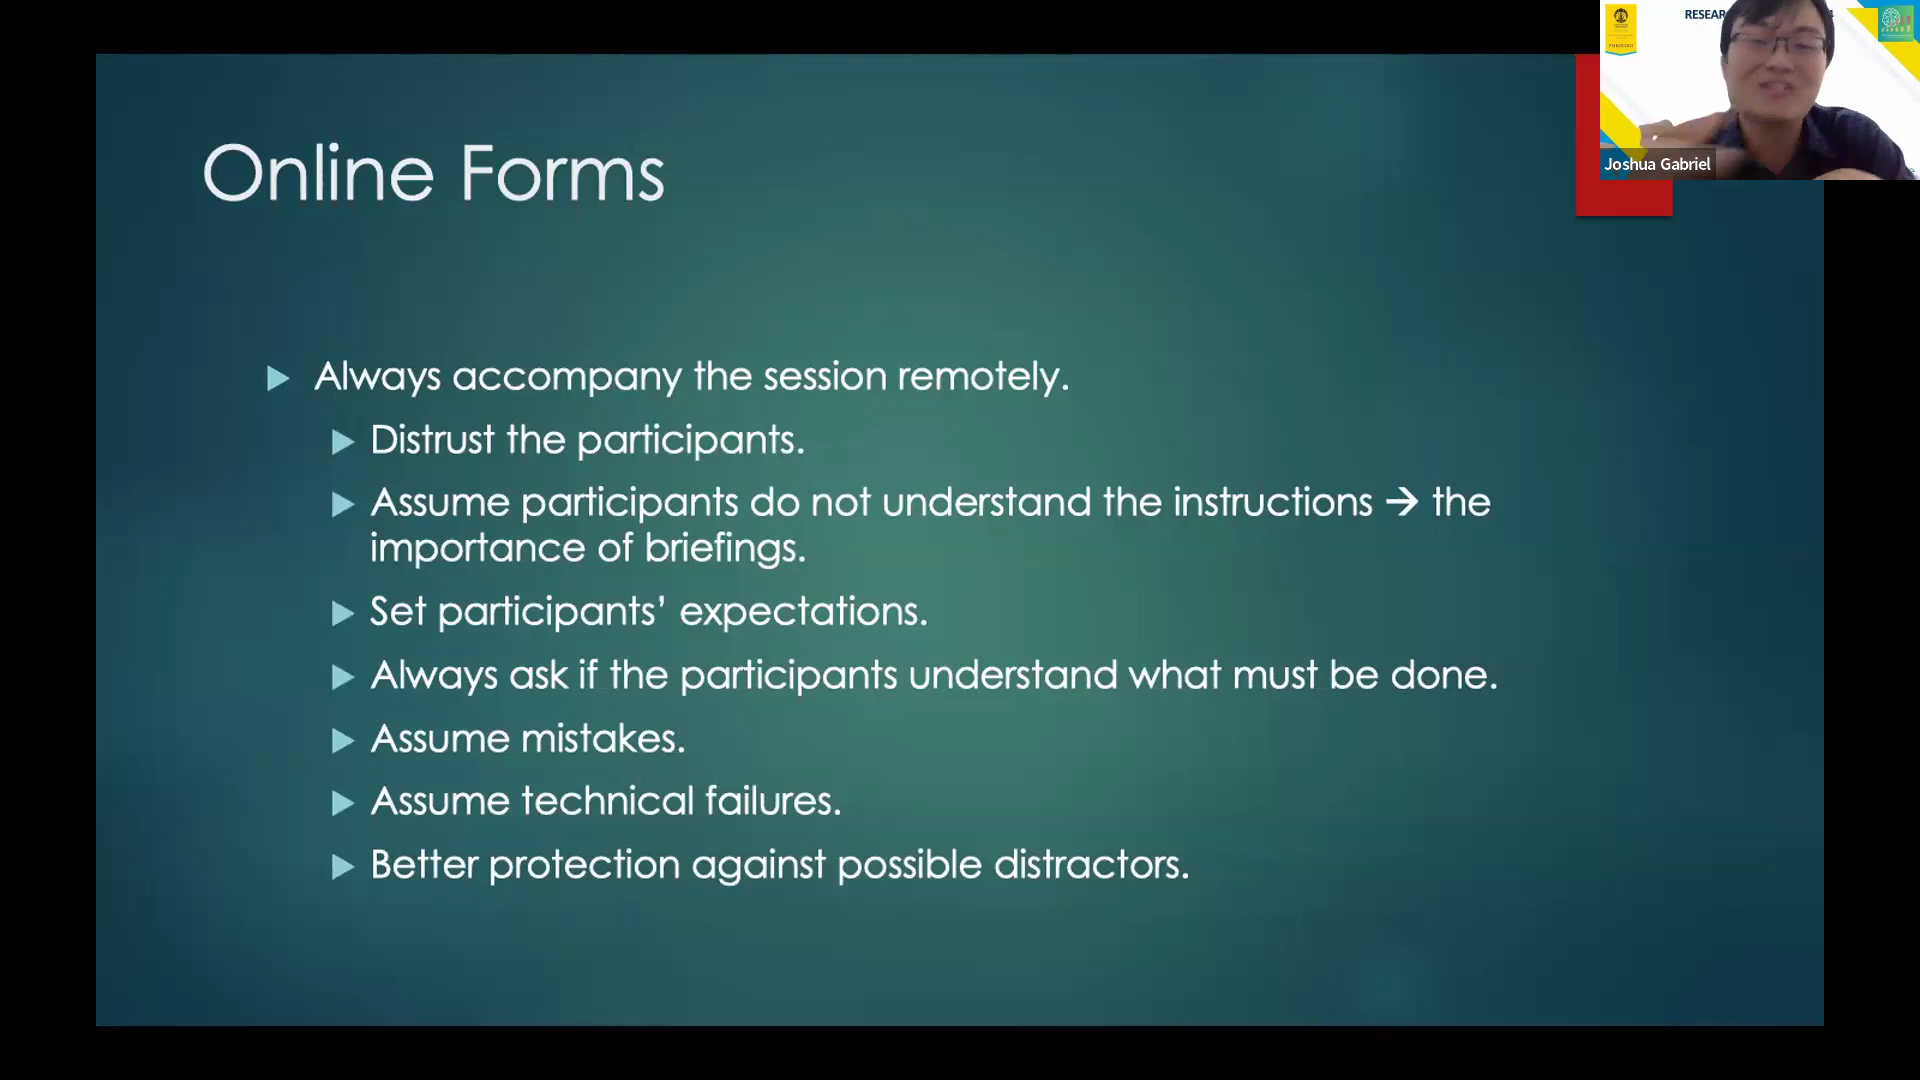 RESEAR
Joshua Gabriel
Online Forms
Always accompany the session remotely.
Distrust the participants.
Assume participants do not understand the instructions → the
importance of briefings.
Set participants’ expectations.
Always ask if the participants understand what must be done.
Assume mistakes.
Assume technical failures.
Better protection against possible distractors.